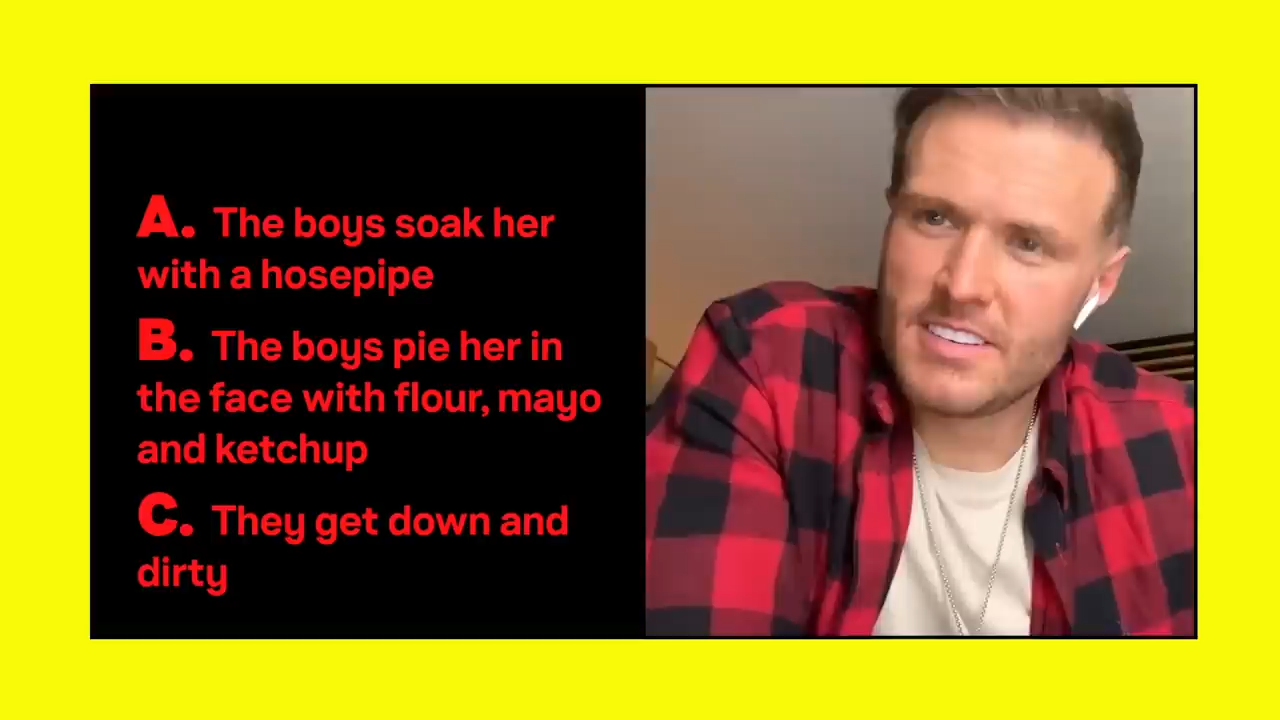 A. The boys soak her
with a hosepipe
B. The boys pie her in
the face with flour, mayo
and ketchup
C. They get down and
dirty